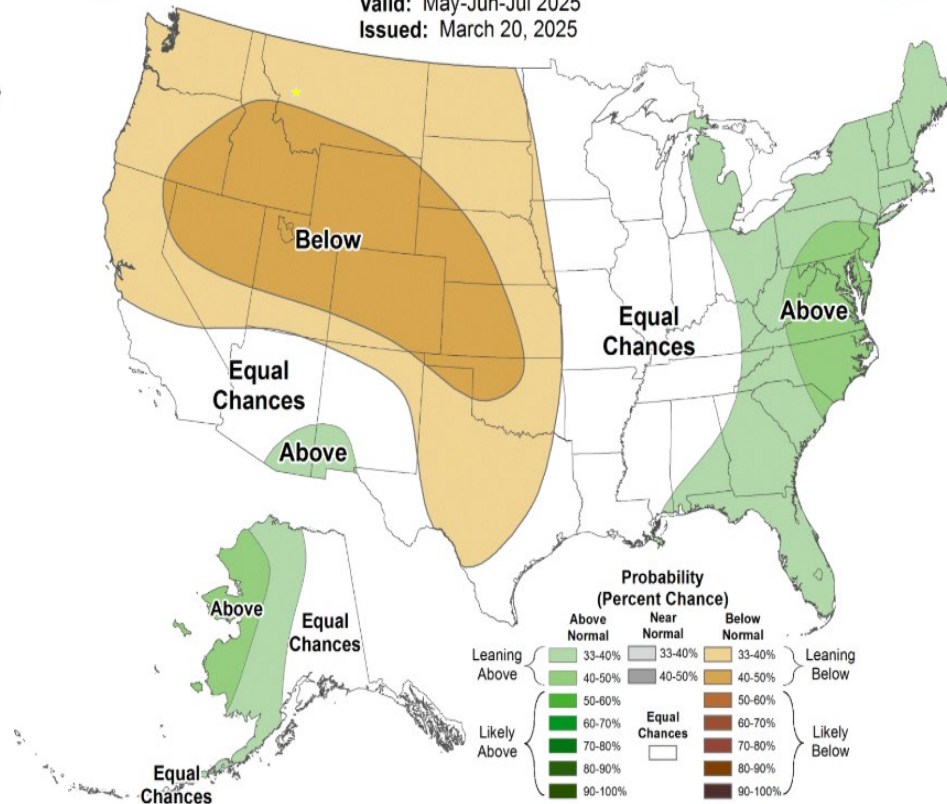 Valid: May-Jun-Jul 2025
Issued: March 20, 2025
Below
Equal
Chances
Above
Equal
Chances
Above
Above
Equal
Chances
Equal
Chances
Probability
(Percent Chance)
Above
Normal
Near
Normal
Below
Normal
Leaning
Above
33-40%
33-40%
33-40%
Leaning
Below
40-50%
40-50%
40-50%
Likely
Above
50-60%
60-70%
70-80%
80-90%
90-100%
Equal
Chances
50-60%
60-70%
70-80%
80-90%
90-100%
Likely
Below